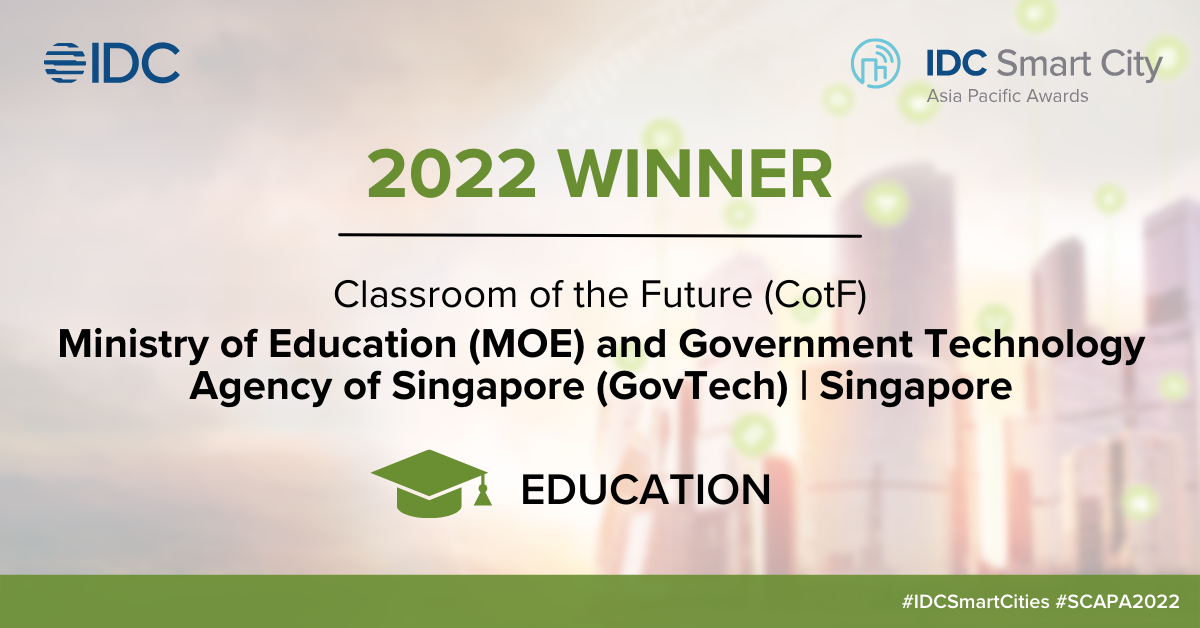 IDC
IDC Smart City
Asia Pacific Awards
2022 WINNER
Classroom of the Future (CotF)
Ministry of Education (MOE) and Government Technology
Agency of Singapore (GovTech) | Singapore
EDUCATION
#IDCSmartCities #SCAPA2022